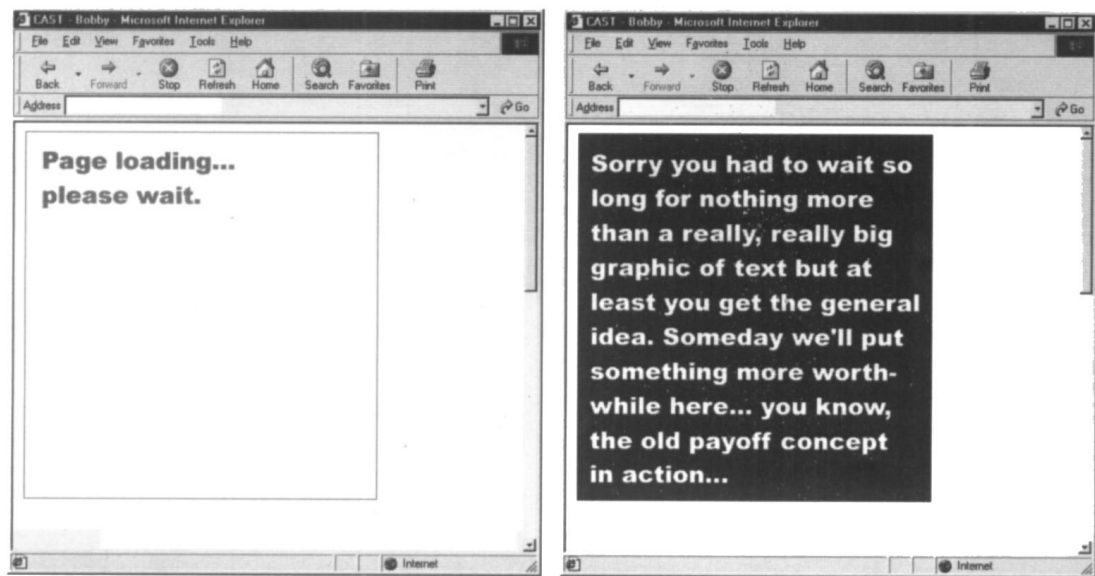 CAST - Bobby - Microsoft Internet Explorer
File Edit View Favorites Tools Help
Back Forward Stop Refresh Home Search Favorites Print
Address Go
Page loading...
please wait.
Internet
CAST - Bobby - Microsoft Internet Explorer
File Edit View Favorites Tools Help
Back Forward Stop Refresh Home Search Favorites Print
Address Go
Sorry you had to wait so
long for nothing more
than a really, really big
graphic of text but at
least you get the general
idea. Someday we'll put
something more worth-
while here... you know,
the old payoff concept
in action...
Internet